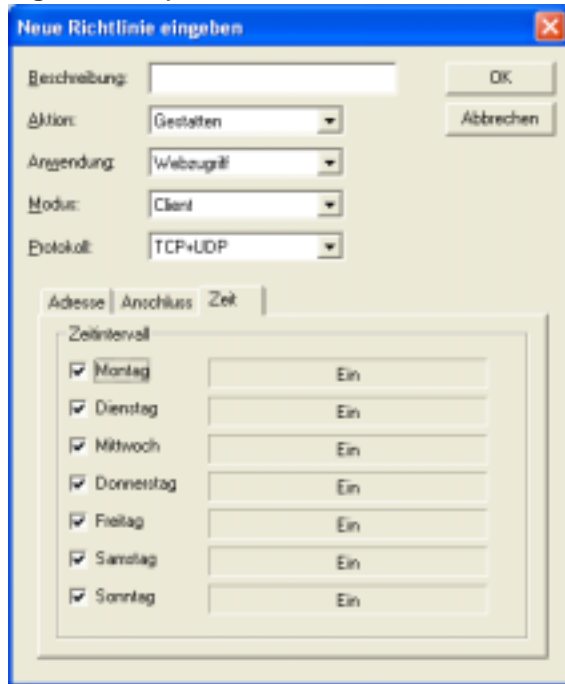 Neue Richtlinie eingeben
Beschreibung:
OK
Aktion:
Gestatten
Abbrechen
Anwendung:
Webzugriff
Modus:
Client
Protokoll:
TCP+UDP
Adresse Anschluss Zeit
Zeitintervall
Montag Ein
Dienstag Ein
Mittwoch Ein
Donnerstag Ein
Freitag Ein
Samstag Ein
Sonntag Ein